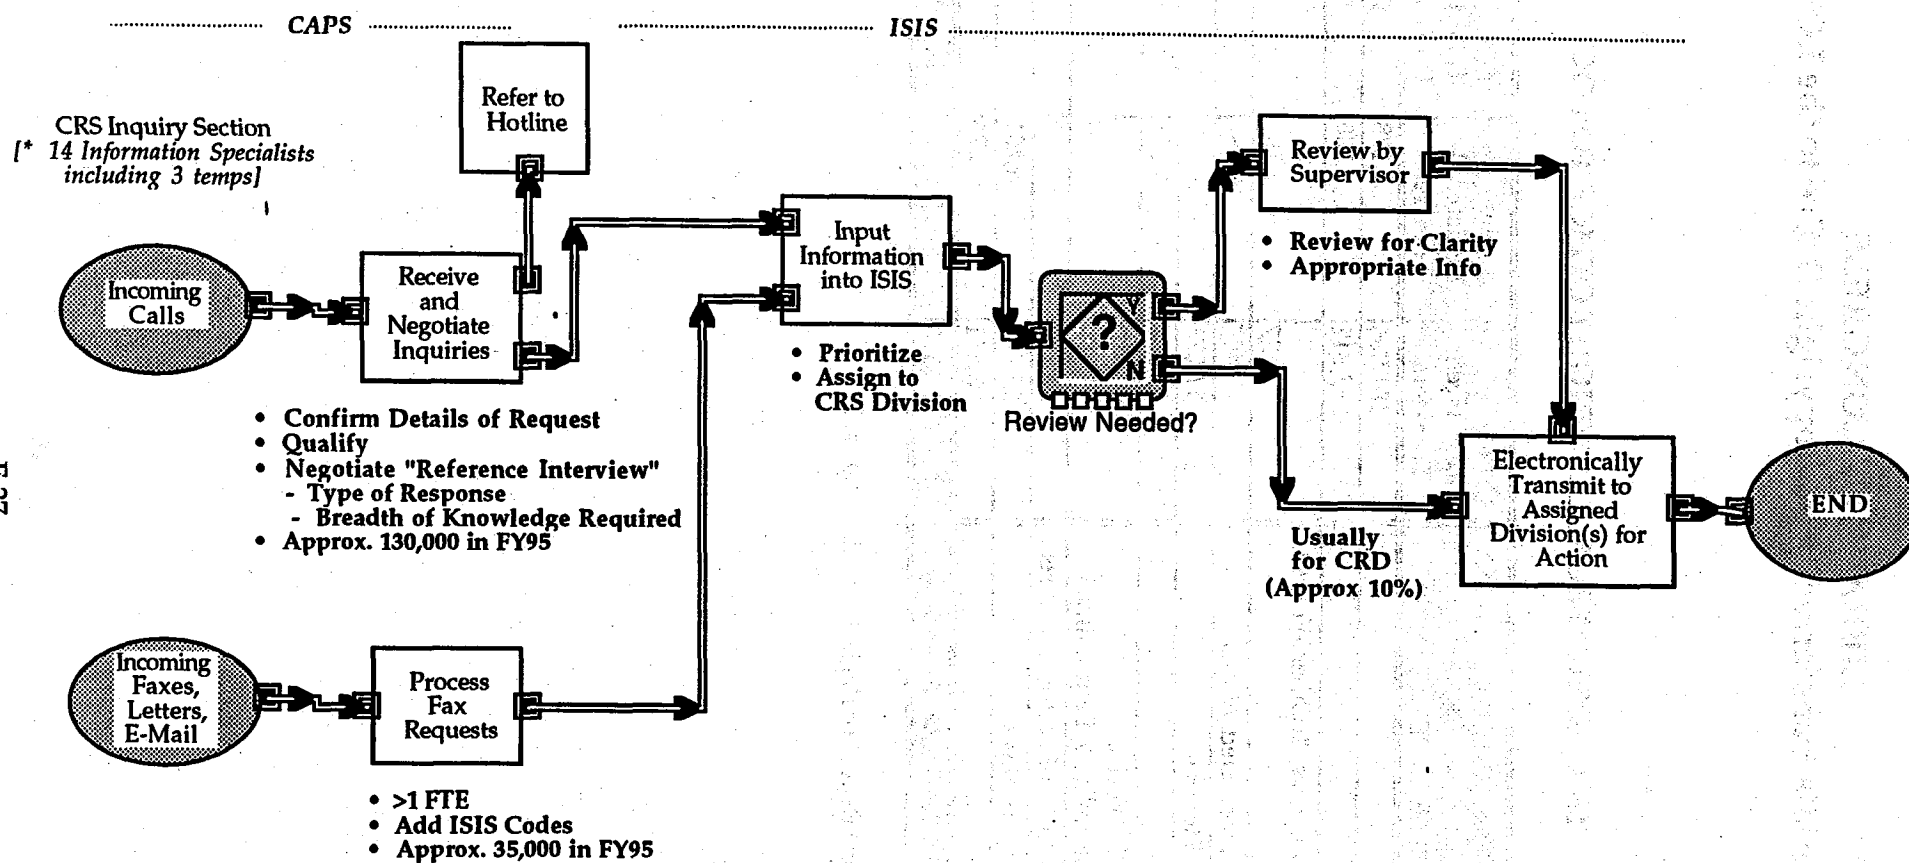 CAPS
ISIS
Refer to
Hotline
CRS Inquiry Section
[* 14 Information Specialists
including 3 temps]
Incoming
Calls
Receive
and
Negotiate
Inquiries
• Confirm Details of Request
• Qualify
• Negotiate "Reference Interview"
- Type of Response
- Breadth of Knowledge Required
• Approx. 130,000 in FY95
Input
Information
into ISIS
• Prioritize
• Assign to
CRS Division
?
Y
N
Review Needed?
Review by
Supervisor
• Review for Clarity
• Appropriate Info
Usually
for CRD
(Approx 10%)
Electronically
Transmit to
Assigned
Division(s) for
Action
END
Incoming
Faxes,
Letters,
E-Mail
Process
Fax
Requests
• >1 FTE
• Add ISIS Codes
• Approx. 35,000 in FY95